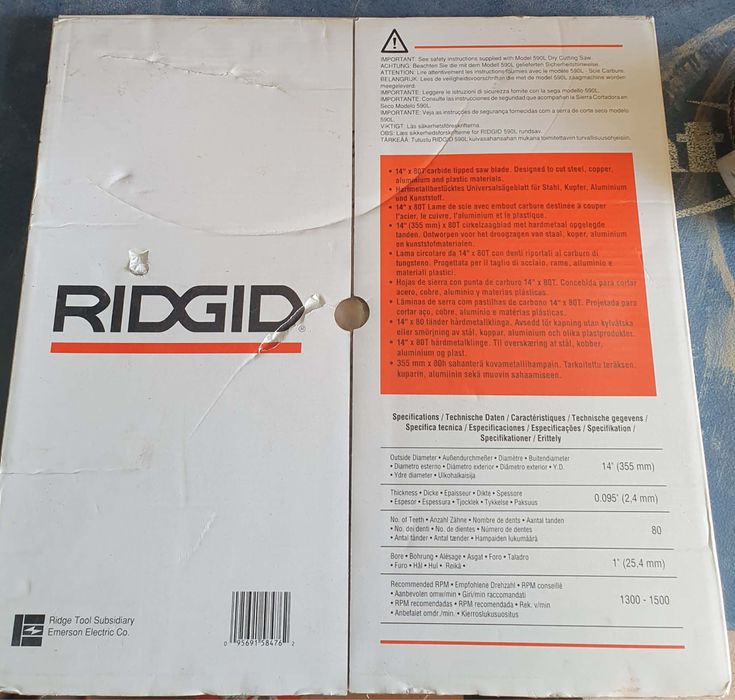 RIDGID
®
Ridge Tool Subsidiary
Emerson Electric Co.
0 95691 58476 2
IMPORTANT: See safety instructions supplied with Model 590L Dry Cutting Saw.
ACHTUNG: Beachten Sie die mit dem Model 590L gelieferten Sicherheitshinweise.
ATTENTION: Lire attentivement les instructions fournies avec le modèle 590L - Scie Carbure.
BELANGRIJK: Lees de veiligheidsvoorschriften die met de model 590L zaagmachine worden
meegeleverd.
IMPORTANTE: Leggere le istruzioni di sicurezza fornite con la sega modello 590L.
IMPORTANTE: Consulte las instrucciones de seguridad que acompañan la Sierra Cortadora en
Seco Modelo 590L.
IMPORTANTE: Veja as instruções de segurança fornecidas com a serra de corte seco modelo
590L.
VIKTIGT: Läs säkerhetsföreskrifterna.
OBS: Læs sikkerhedsforskrifterne for RIDGID 590L rundsav.
TÄRKEÄÄ: Tutustu RIDGID 590L kuivasahansahan mukana toimitettaviin turvallisuusohjeisiin.
• 14" x 80T carbide tipped saw blade. Designed to cut steel, copper,
aluminium and plastic materials.
• Hartmetallbestücktes Universalsägeblatt für Stahl, Kupfer, Aluminium
und Kunststoff.
• 14" x 80T Lame de scie avec embout carbure destinée à couper
l'acier, le cuivre, l'aluminium et le plastique.
• 14" (355 mm) x 80T cirkelzaagblad met hardmetaal opgelegde
tanden. Ontworpen voor het droogzagen van staal, koper, aluminium
en kunststofmaterialen.
• Lama circolare da 14" x 80T con denti riportati al carburo di
tungsteno. Progettata per il taglio di acciaio, rame, alluminio e
materiali plastici.
• Hojas de sierra con punta de carburo 14" x 80T. Concebida para cortar
acero, cobre, aluminio y materias plásticas.
• Lâminas de serra com pastilhas de carbono 14" x 80T. Projetada para
cortar aço, cobre, aluminio e matérias plásticas.
• 14" x 80 tänder hårdmetallklinga. Avsedd för kapning utan kylvätska
eller smörjning av stål, koppar, aluminium och olika plastprodukter.
• 14" x 80T hårdmetalklinge. Til overskæring af stål, kobber,
aluminium og plast.
• 355 mm x 80h sahanterä kovametallihampain. Tarkoitettu teräksen,
kuparin, alumiinin sekä muovin sahaamiseen.
Specifications / Technische Daten / Caractéristiques / Technische gegevens /
Specifica tecnica / Especificaciones / Especificações / Specifikation /
Specifikationer / Erittely
Outside Diameter • Außendurchmeßer • Diamètre • Buitendiameter
• Diametro esterno • Diámetro exterior • Diâmetro exterior • Y.D.
• Ydre diameter • Ulkohalkaisija
14" (355 mm)
Thickness • Dicke • Epaisseur • Dikte • Spessore
• Espesor • Espessura • Tjocklek • Tykkelse • Paksuus
0.095" (2,4 mm)
No. of Teeth • Anzahl Zähne • Nombre de dents • Aantal tanden
• No. dei denti • No. de dientes • Número de dentes
• Antal tänder • Antal tænder • Hampaiden lukumäärä
80
Bore • Bohrung • Alésage • Asgat • Foro • Taladro
• Furo • Hål • Hul • Reikä •
1" (25,4 mm)
Recommended RPM • Empfohlene Drehzahl • RPM conseillé
• Aanbevolen omw/min • Giri/min raccomandati
• RPM recomendadas • RPM recomendada • Rek. v/min
• Anbefalet omdr./min. • Kierroslukusuositus
1300 - 1500